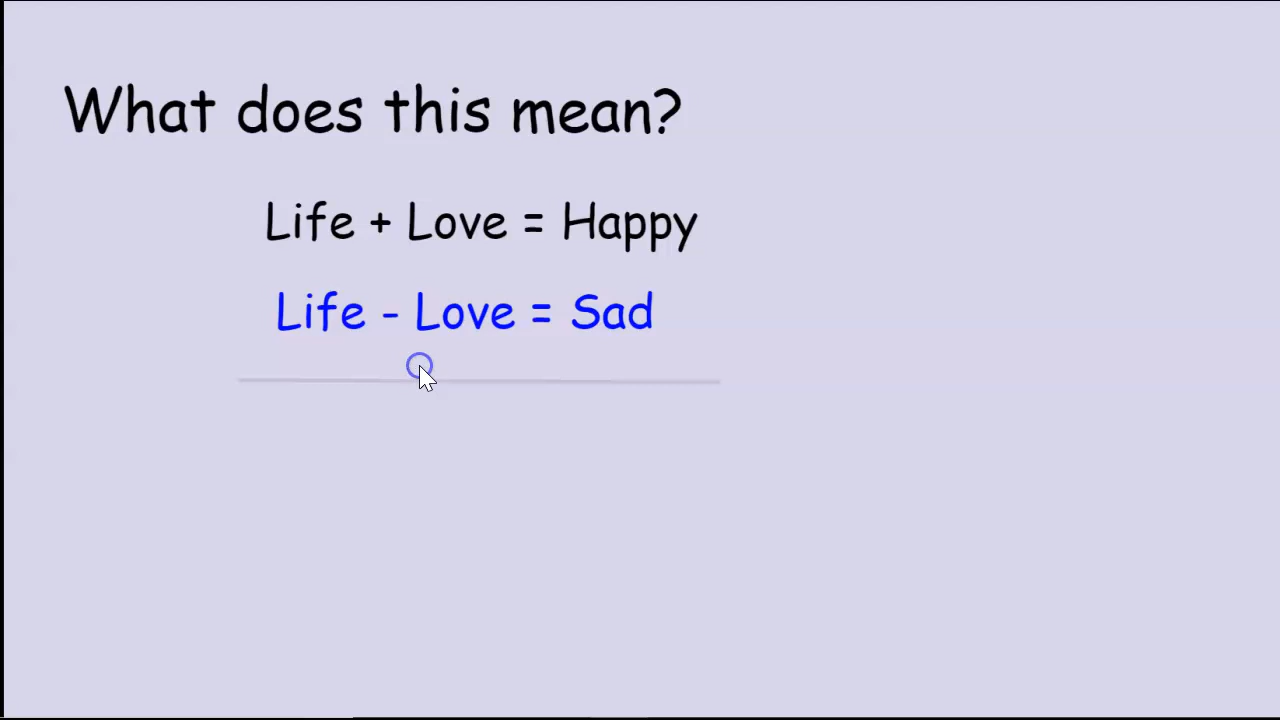 What does this mean?
Life + Love = Happy
Life - Love = Sad